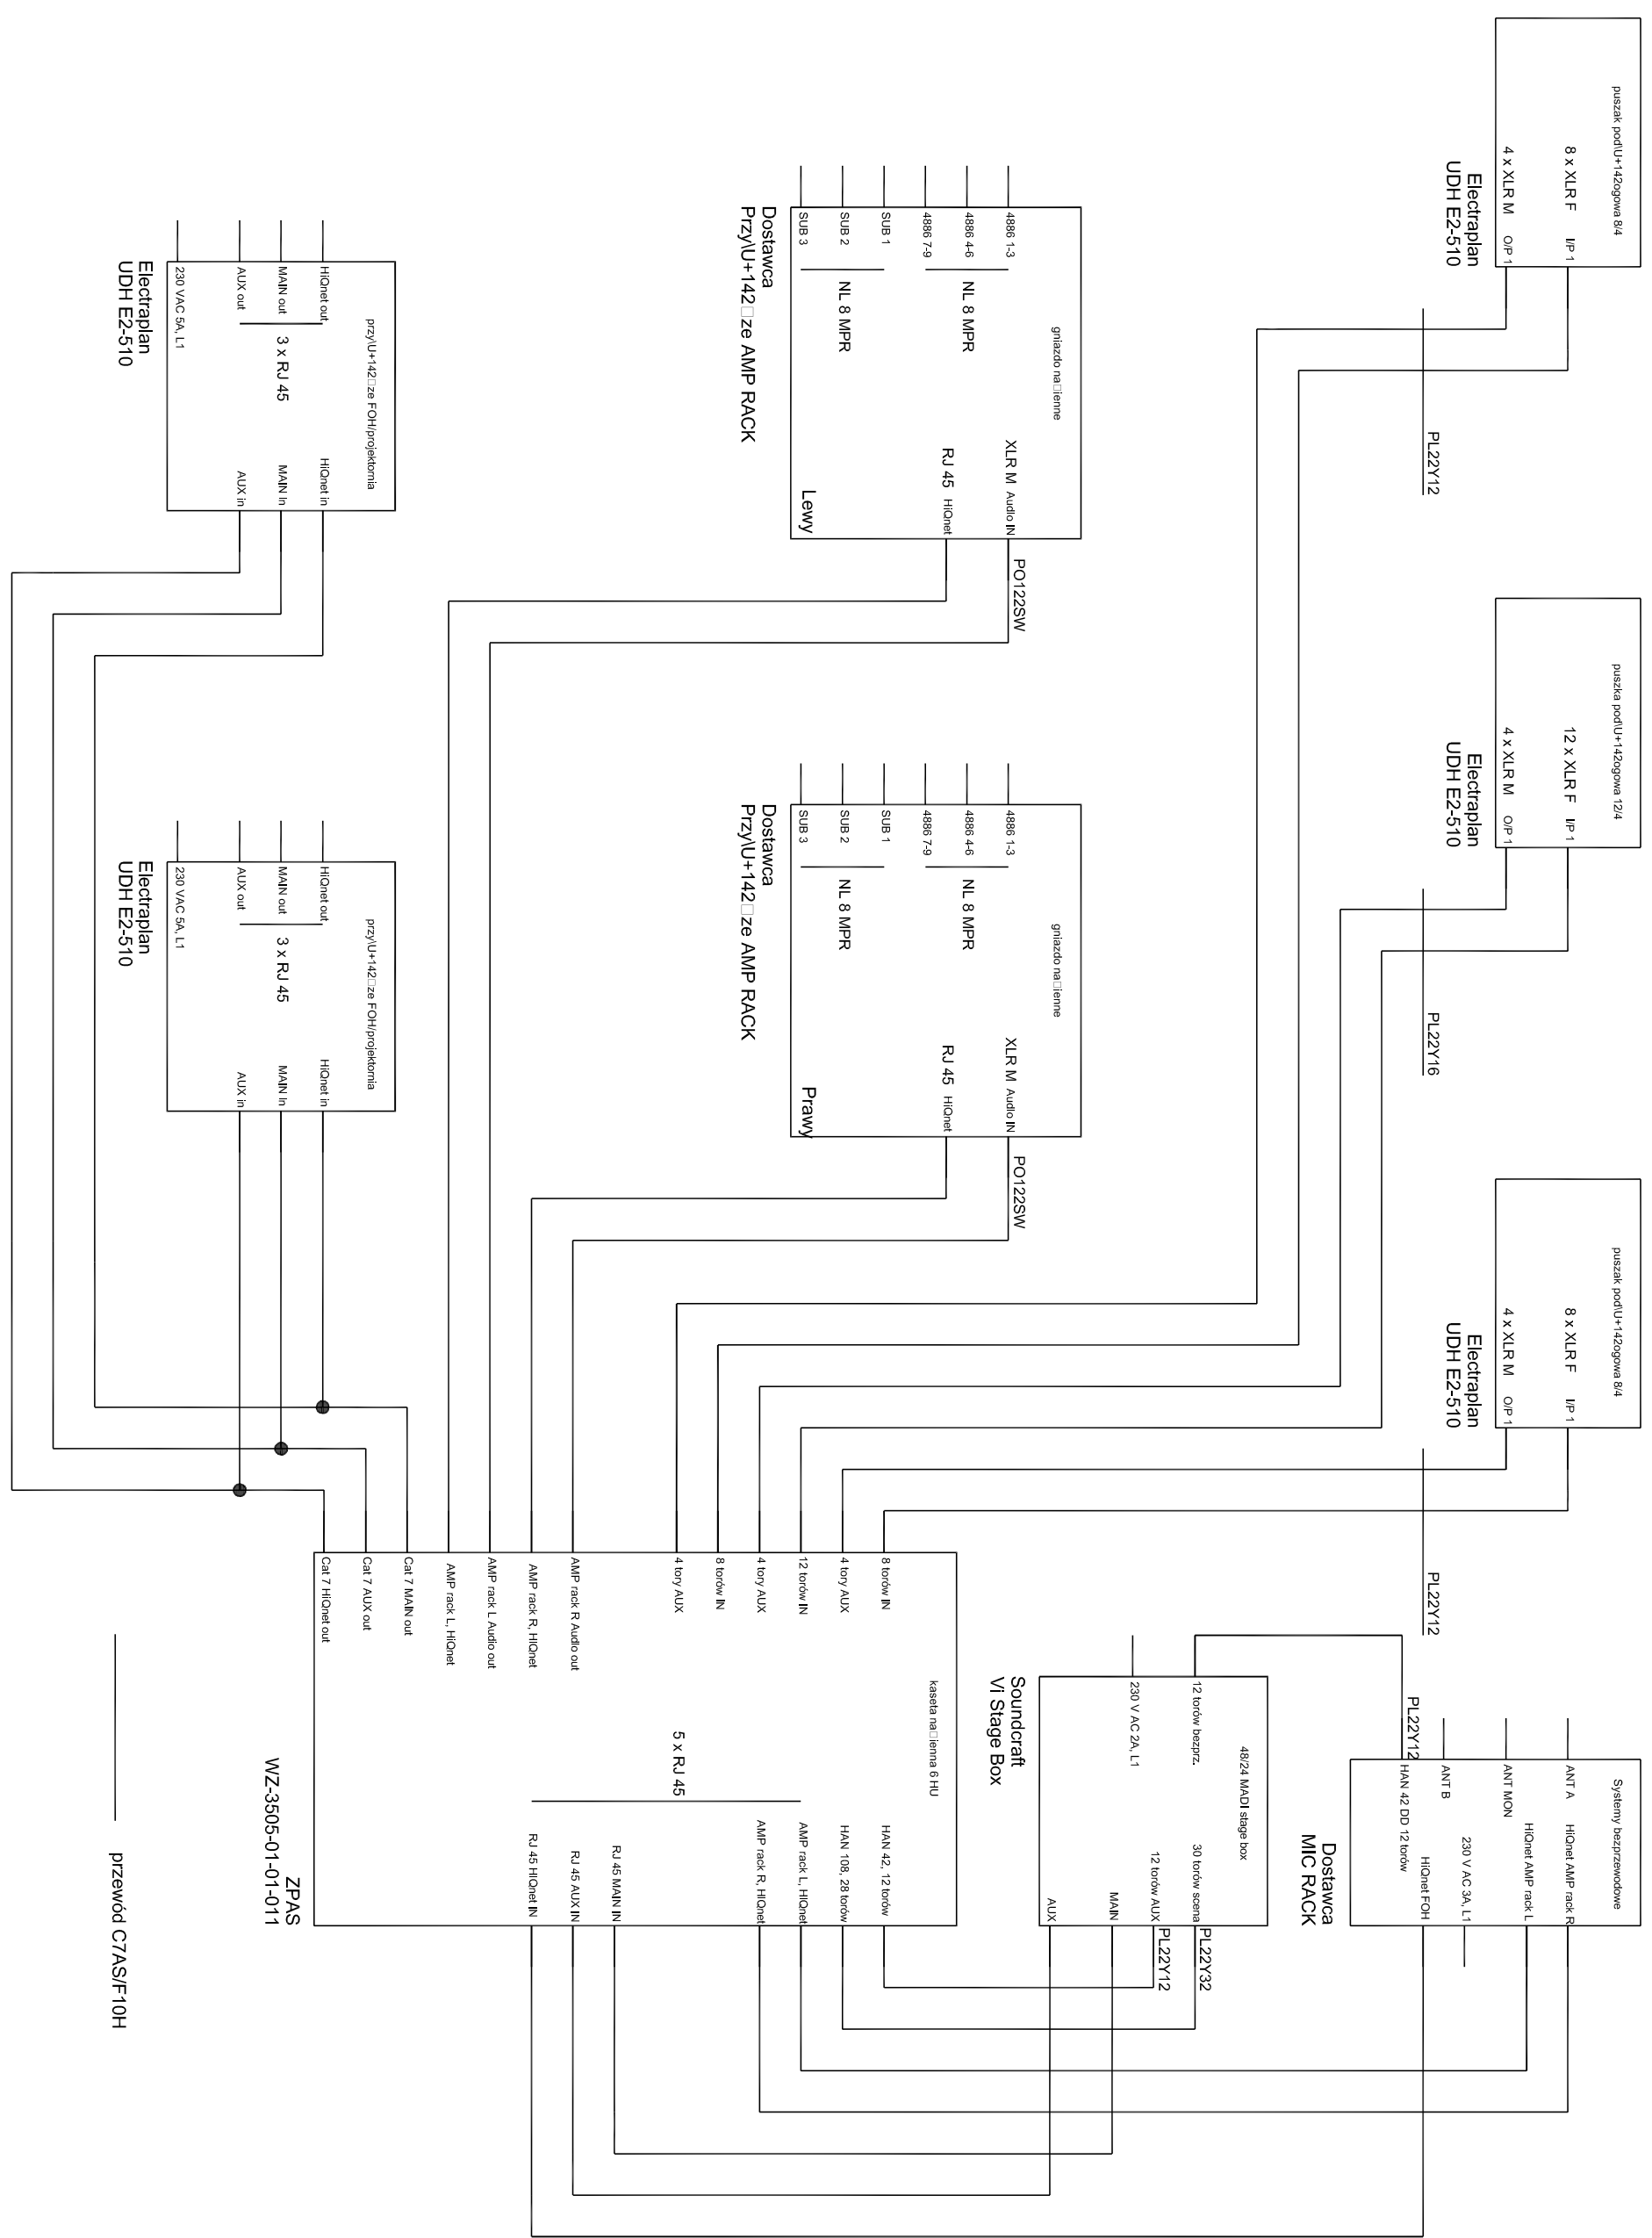 puszak pod\U+142ogowa 8/4
8 x XLR F I/P 1
4 x XLR M O/P 1
Electraplan
UDH E2-510
PL22Y12
puszka pod\U+142ogowa 12/4
12 x XLR F I/P 1
4 x XLR M O/P 1
Electraplan
UDH E2-510
PL22Y16
puszak pod\U+142ogowa 8/4
8 x XLR F I/P 1
4 x XLR M O/P 1
Electraplan
UDH E2-510
PL22Y12
Systemy bezprzewodowe
ANT A HiQnet AMP rack R
HiQnet AMP rack L
ANT MON
230 V AC 3A, L1
ANT B
HiQnet FOH
HAN 42 DD 12 torów
PL22Y12
Dostawca
MIC RACK
48/24 MADI stage box
12 torów bezprz.
30 torów scena
12 torów AUX
230 V AC 2A, L1
MAIN
AUX
PL22Y32
PL22Y12
Soundcraft
Vi Stage Box
gniazdo na□ienne
4886 1-3
4886 4-6
4886 7-9
NL 8 MPR
SUB 1
SUB 2
SUB 3
NL 8 MPR
XLR M Audio IN
RJ 45 HiQnet
Lewy
PO122SW
Dostawca
Przy\U+142□ze AMP RACK
gniazdo na□ienne
4886 1-3
4886 4-6
4886 7-9
NL 8 MPR
SUB 1
SUB 2
SUB 3
NL 8 MPR
XLR M Audio IN
RJ 45 HiQnet
Prawy
PO122SW
Dostawca
Przy\U+142□ze AMP RACK
kaseta na□ienna 6 HU
8 torów IN
4 tory AUX
12 torów IN
4 tory AUX
8 torów IN
4 tory AUX
AMP rack R Audio out
AMP rack R, HiQnet
AMP rack L Audio out
AMP rack L, HiQnet
Cat 7 MAIN out
Cat 7 AUX out
Cat 7 HiQnet out
5 x RJ 45
HAN 42, 12 torów
HAN 108, 28 torów
AMP rack L, HiQnet
AMP rack R, HiQnet
RJ 45 MAIN IN
RJ 45 AUX IN
RJ 45 HiQnet IN
ZPAS
WZ-3505-01-01-011
przy\U+142□ze FOH/projektornia
HiQnet out
MAIN out
AUX out
230 VAC 5A, L1
3 x RJ 45
HiQnet in
MAIN in
AUX in
Electraplan
UDH E2-510
przy\U+142□ze FOH/projektornia
HiQnet out
MAIN out
AUX out
230 VAC 5A, L1
3 x RJ 45
HiQnet in
MAIN in
AUX in
Electraplan
UDH E2-510
przewód C7AS/F10H